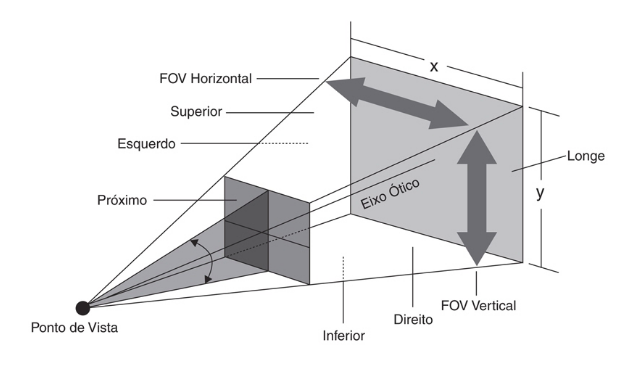 x
FOV Horizontal
Superior
Esquerdo
Longe
Próximo
Eixo Ótico
y
FOV Vertical
Ponto de Vista
Direito
Inferior